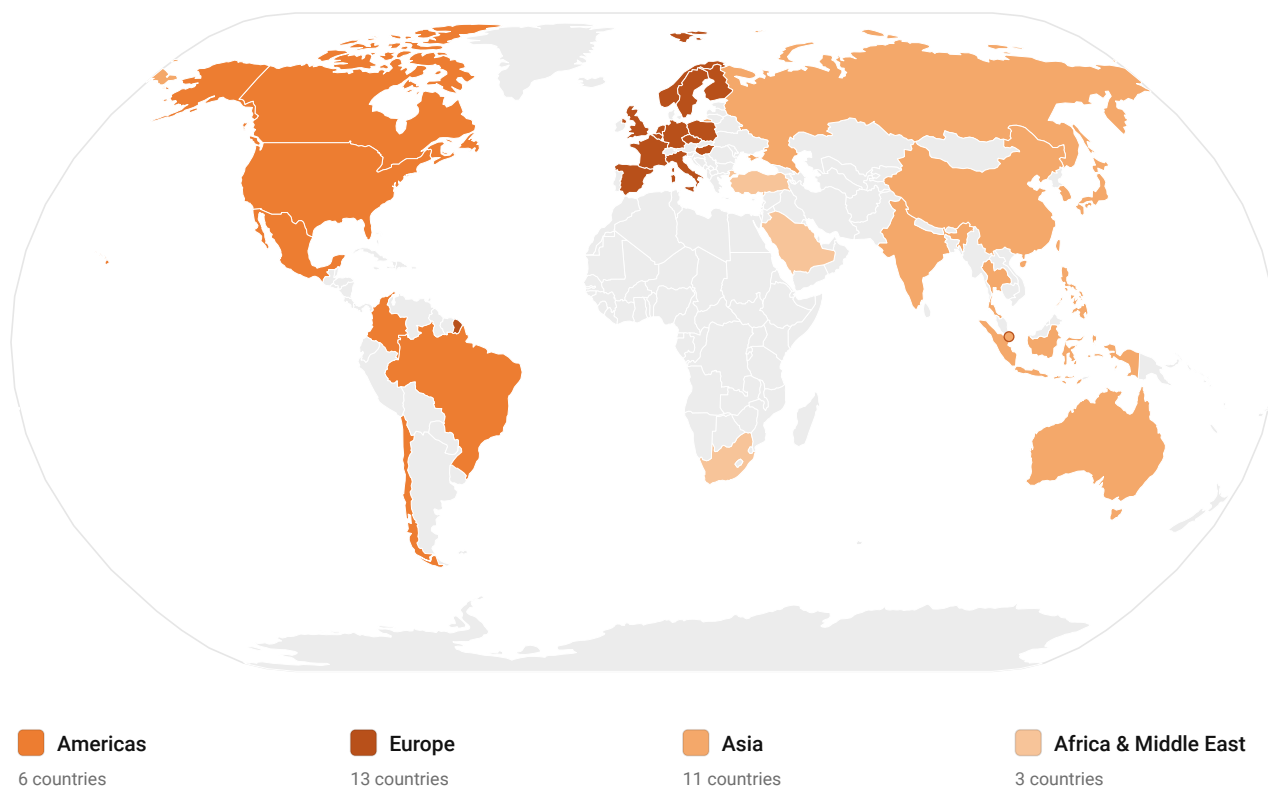 Americas
6 countries
Europe
13 countries
Asia
11 countries
Africa & Middle East
3 countries